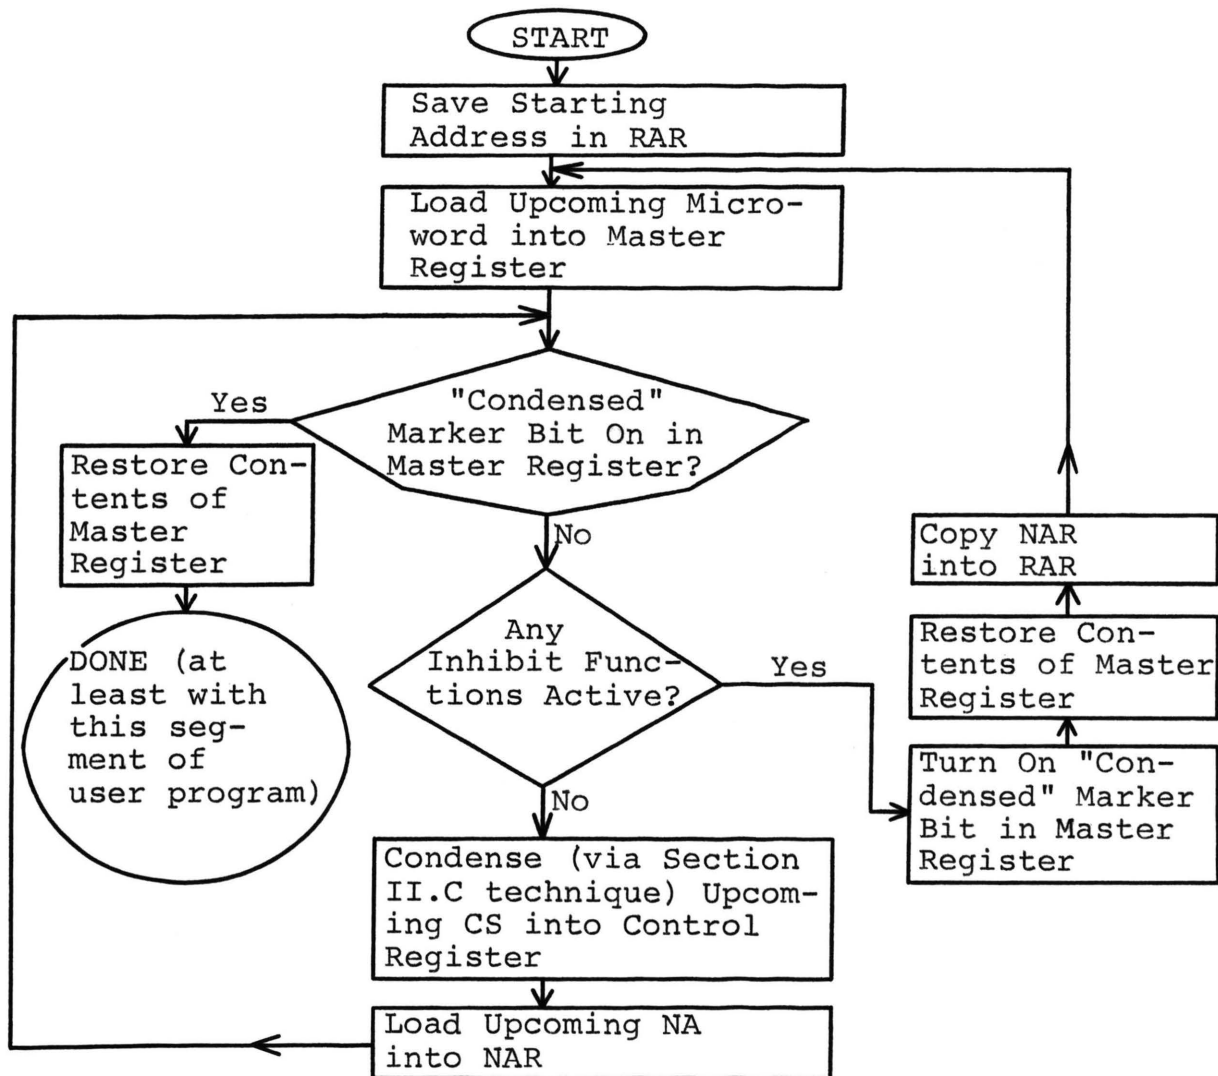 START
Save Starting
Address in RAR
Load Upcoming Micro-
word into Master
Register
"Condensed"
Marker Bit On in
Master Register?
Yes
Restore Con-
tents of
Master
Register
DONE (at
least with
this seg-
ment of
user program)
No
Any
Inhibit Func-
tions Active?
Yes
Turn On "Con-
densed" Marker
Bit in Master
Register
Restore Con-
tents of Master
Register
Copy NAR
into RAR
No
Condense (via Section
II.C technique) Upcom-
ing CS into Control
Register
Load Upcoming NA
into NAR